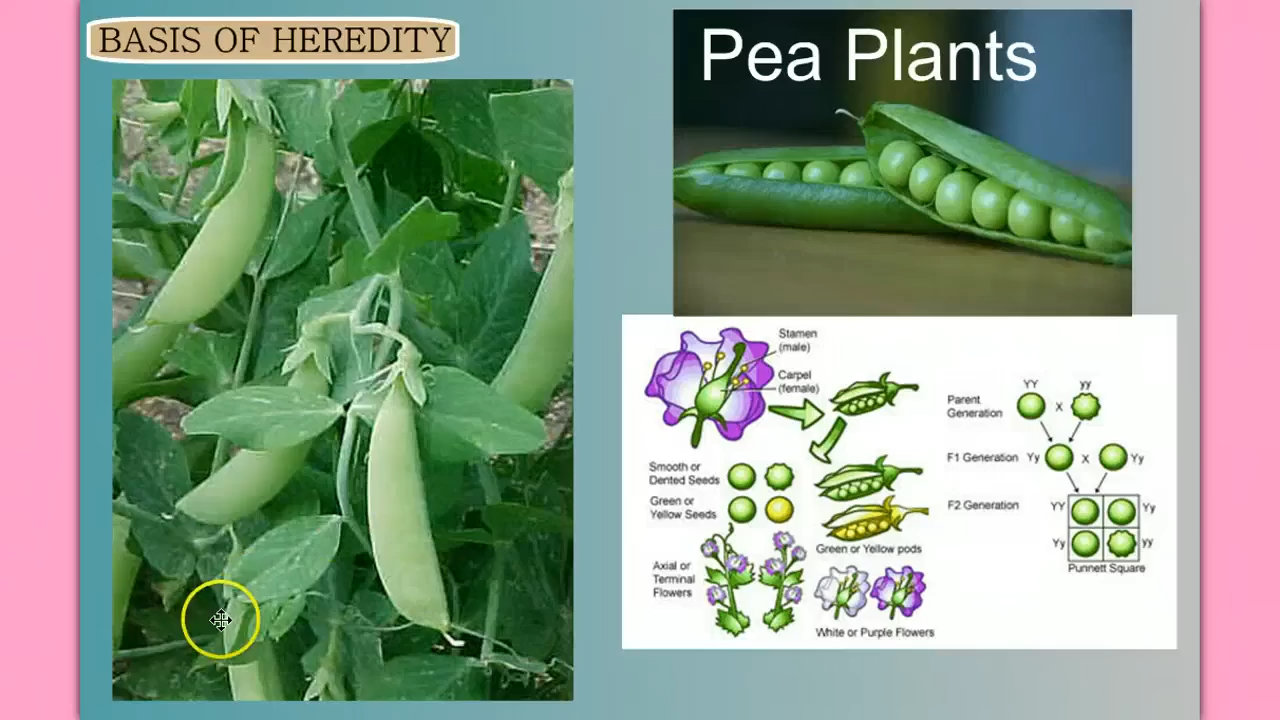 BASIS OF HEREDITY
Pea Plants
Stamen
(male)
Carpel
(female)
Smooth or
Dented Seeds
Green or
Yellow Seeds
Green or Yellow pods
Axial or
Terminal
Flowers
White or Purple Flowers
YY yy
Parent
Generation
X
F1 Generation Yy X Yy
F2 Generation YY Yy
Yy yy
Punnett Square